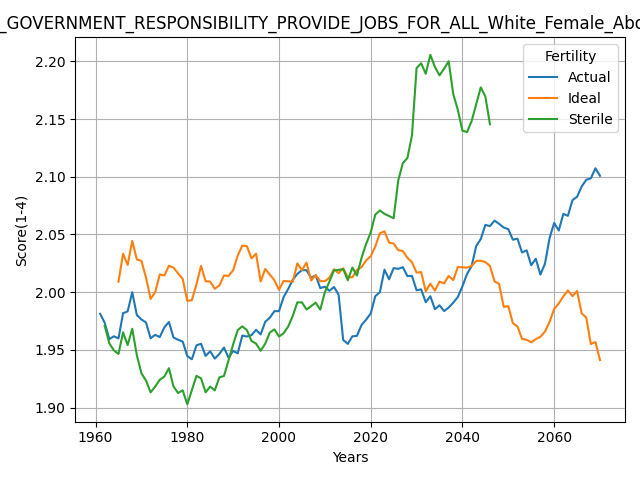 _GOVERNMENT_RESPONSIBILITY_PROVIDE_JOBS_FOR_ALL_White_Female_Abo
Fertility
Actual
Ideal
Sterile
Score(1-4)
2.20
2.15
2.10
2.05
2.00
1.95
1.90
1960
1980
2000
2020
2040
2060
Years